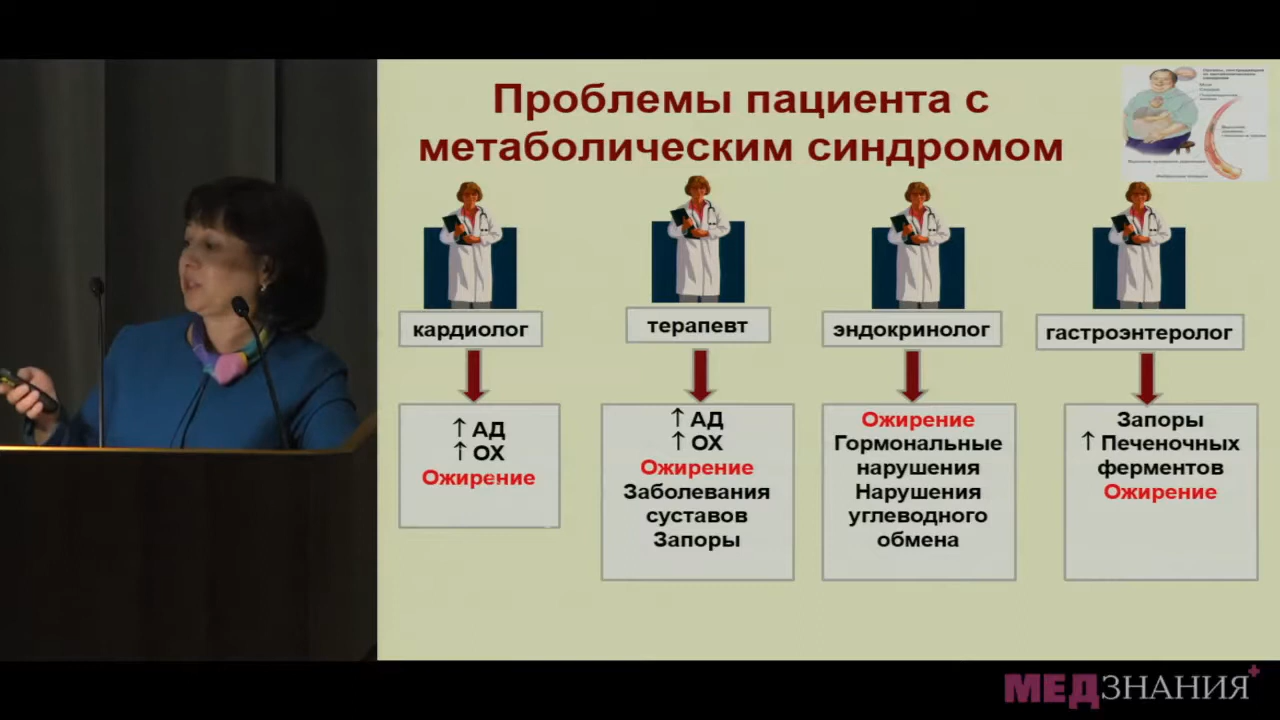 Проблемы пациента с
метаболическим синдромом
кардиолог
терапевт
эндокринолог
гастроэнтеролог
↑ АД
↑ ОХ
Ожирение
↑ АД
↑ ОХ
Ожирение
Заболевания
суставов
Запоры
Ожирение
Гормональные
нарушения
Нарушения
углеводного
обмена
Запоры
↑ Печеночных
ферментов
Ожирение
МЕДЗНАНИЯ+